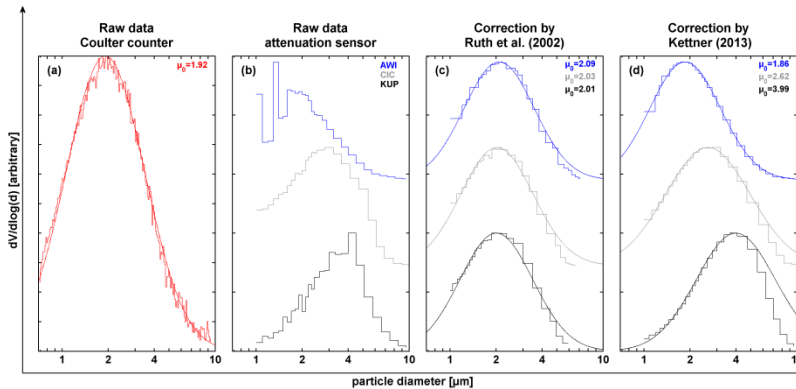 Raw data
Coulter counter
Raw data
attenuation sensor
Correction by
Ruth et al. (2002)
Correction by
Kettner (2013)
(a)
μ₀=1.92
(b)
AWI
CIC
KUP
(c)
μ₀=2.09
μ₀=2.03
μ₀=2.01
(d)
μ₀=1.86
μ₀=2.62
μ₀=3.99
dV/dlog(d) [arbitrary]
1 2 4 10
1 2 4 10
1 2 4 10
1 2 4 10
particle diameter [μm]